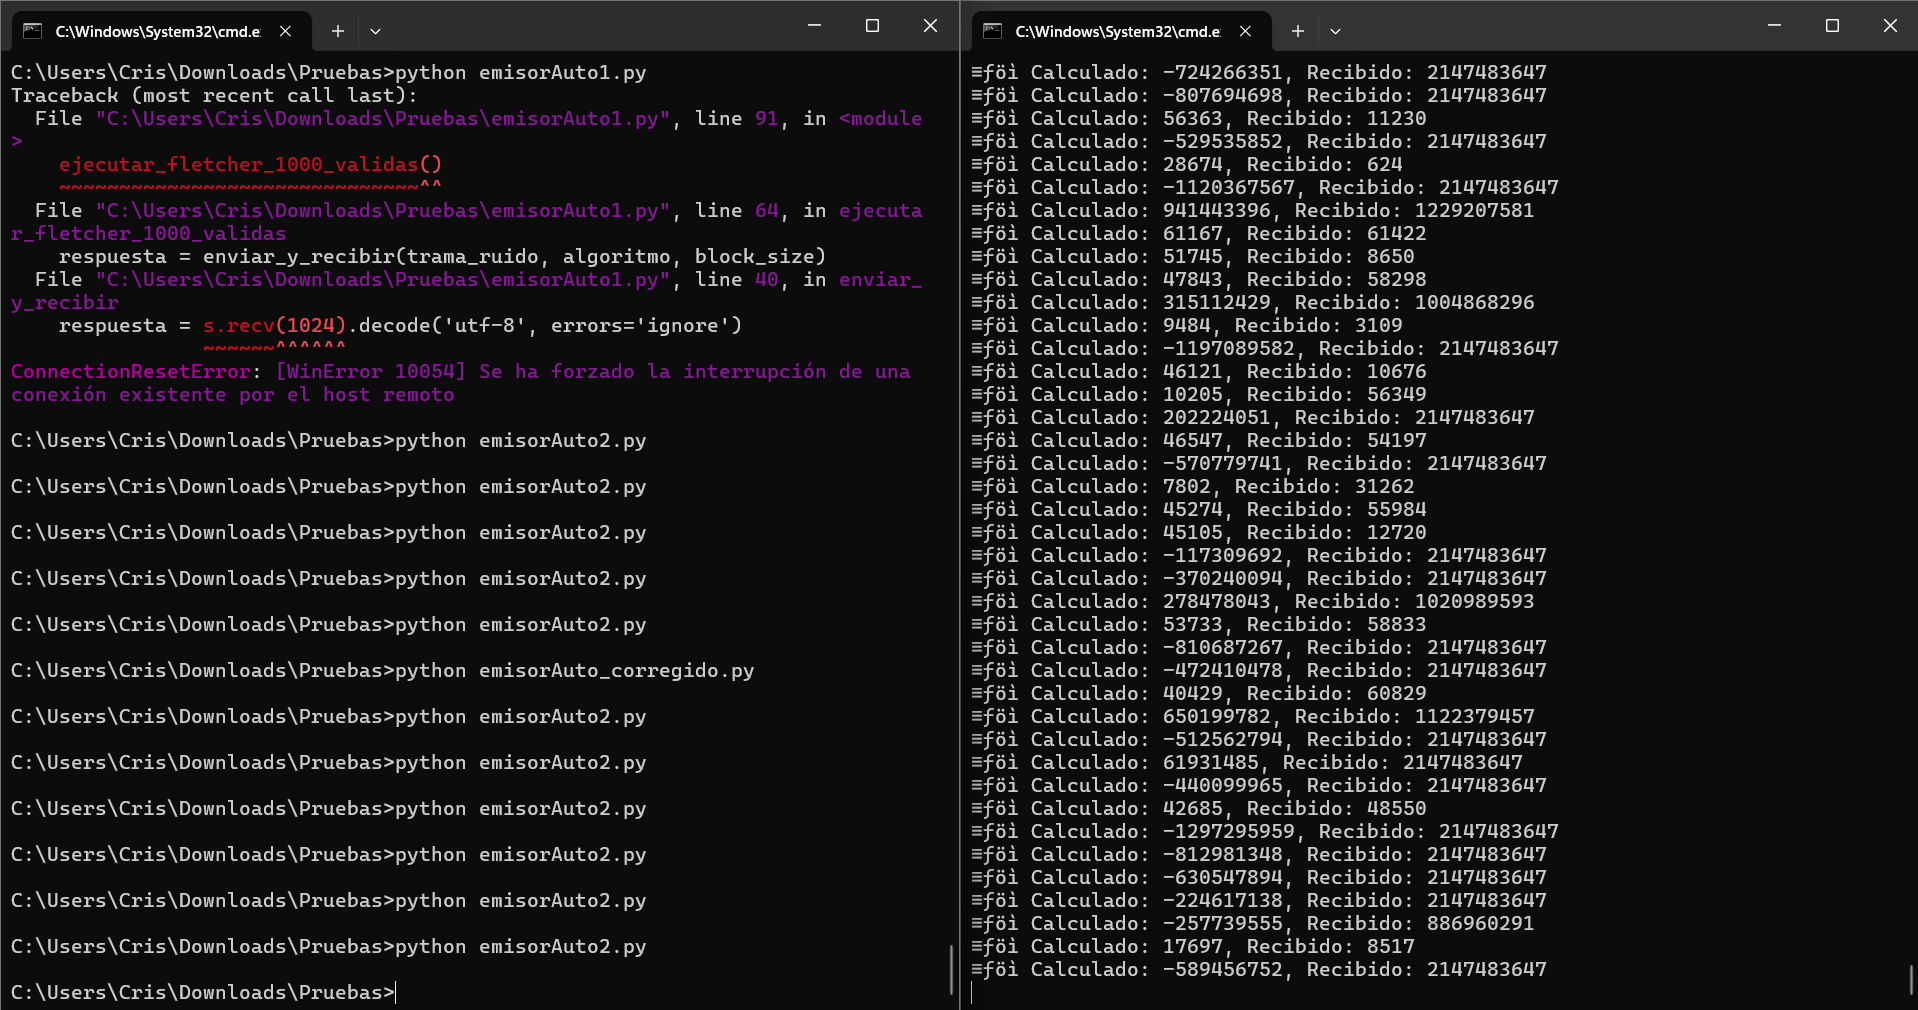 C:\Windows\System32\cmd.e
C:\Users\Cris\Downloads\Pruebas>python emisorAuto1.py
Traceback (most recent call last):
  File "C:\Users\Cris\Downloads\Pruebas\emisorAuto1.py", line 91, in <module
>
    ejecutar_fletcher_1000_validas()
    ~~~~~~~~~~~~~~~~~~~~~~~~~~~~~~^^
  File "C:\Users\Cris\Downloads\Pruebas\emisorAuto1.py", line 64, in ejecuta
r_fletcher_1000_validas
    respuesta = enviar_y_recibir(trama_ruido, algoritmo, block_size)
  File "C:\Users\Cris\Downloads\Pruebas\emisorAuto1.py", line 40, in enviar_
y_recibir
    respuesta = s.recv(1024).decode('utf-8', errors='ignore')
                ~~~~~~^^^^^^
ConnectionResetError: [WinError 10054] Se ha forzado la interrupción de una
conexión existente por el host remoto
C:\Users\Cris\Downloads\Pruebas>python emisorAuto2.py
C:\Users\Cris\Downloads\Pruebas>python emisorAuto2.py
C:\Users\Cris\Downloads\Pruebas>python emisorAuto2.py
C:\Users\Cris\Downloads\Pruebas>python emisorAuto2.py
C:\Users\Cris\Downloads\Pruebas>python emisorAuto2.py
C:\Users\Cris\Downloads\Pruebas>python emisorAuto_corregido.py
C:\Users\Cris\Downloads\Pruebas>python emisorAuto2.py
C:\Users\Cris\Downloads\Pruebas>python emisorAuto2.py
C:\Users\Cris\Downloads\Pruebas>python emisorAuto2.py
C:\Users\Cris\Downloads\Pruebas>python emisorAuto2.py
C:\Users\Cris\Downloads\Pruebas>python emisorAuto2.py
C:\Users\Cris\Downloads\Pruebas>python emisorAuto2.py
C:\Users\Cris\Downloads\Pruebas>
C:\Windows\System32\cmd.e
≡ƒöì Calculado: -724266351, Recibido: 2147483647
≡ƒöì Calculado: -807694698, Recibido: 2147483647
≡ƒöì Calculado: 56363, Recibido: 11230
≡ƒöì Calculado: -529535852, Recibido: 2147483647
≡ƒöì Calculado: 28674, Recibido: 624
≡ƒöì Calculado: -1120367567, Recibido: 2147483647
≡ƒöì Calculado: 941443396, Recibido: 1229207581
≡ƒöì Calculado: 61167, Recibido: 61422
≡ƒöì Calculado: 51745, Recibido: 8650
≡ƒöì Calculado: 47843, Recibido: 58298
≡ƒöì Calculado: 315112429, Recibido: 1004868296
≡ƒöì Calculado: 9484, Recibido: 3109
≡ƒöì Calculado: -1197089582, Recibido: 2147483647
≡ƒöì Calculado: 46121, Recibido: 10676
≡ƒöì Calculado: 10205, Recibido: 56349
≡ƒöì Calculado: 202224051, Recibido: 2147483647
≡ƒöì Calculado: 46547, Recibido: 54197
≡ƒöì Calculado: -570779741, Recibido: 2147483647
≡ƒöì Calculado: 7802, Recibido: 31262
≡ƒöì Calculado: 45274, Recibido: 55984
≡ƒöì Calculado: 45105, Recibido: 12720
≡ƒöì Calculado: -117309692, Recibido: 2147483647
≡ƒöì Calculado: -370240094, Recibido: 2147483647
≡ƒöì Calculado: 278478043, Recibido: 1020989593
≡ƒöì Calculado: 53733, Recibido: 58833
≡ƒöì Calculado: -810687267, Recibido: 2147483647
≡ƒöì Calculado: -472410478, Recibido: 2147483647
≡ƒöì Calculado: 40429, Recibido: 60829
≡ƒöì Calculado: 650199782, Recibido: 1122379457
≡ƒöì Calculado: -512562794, Recibido: 2147483647
≡ƒöì Calculado: 61931485, Recibido: 2147483647
≡ƒöì Calculado: -440099965, Recibido: 2147483647
≡ƒöì Calculado: 42685, Recibido: 48550
≡ƒöì Calculado: -1297295959, Recibido: 2147483647
≡ƒöì Calculado: -812981348, Recibido: 2147483647
≡ƒöì Calculado: -630547894, Recibido: 2147483647
≡ƒöì Calculado: -224617138, Recibido: 2147483647
≡ƒöì Calculado: -257739555, Recibido: 886960291
≡ƒöì Calculado: 17697, Recibido: 8517
≡ƒöì Calculado: -589456752, Recibido: 2147483647